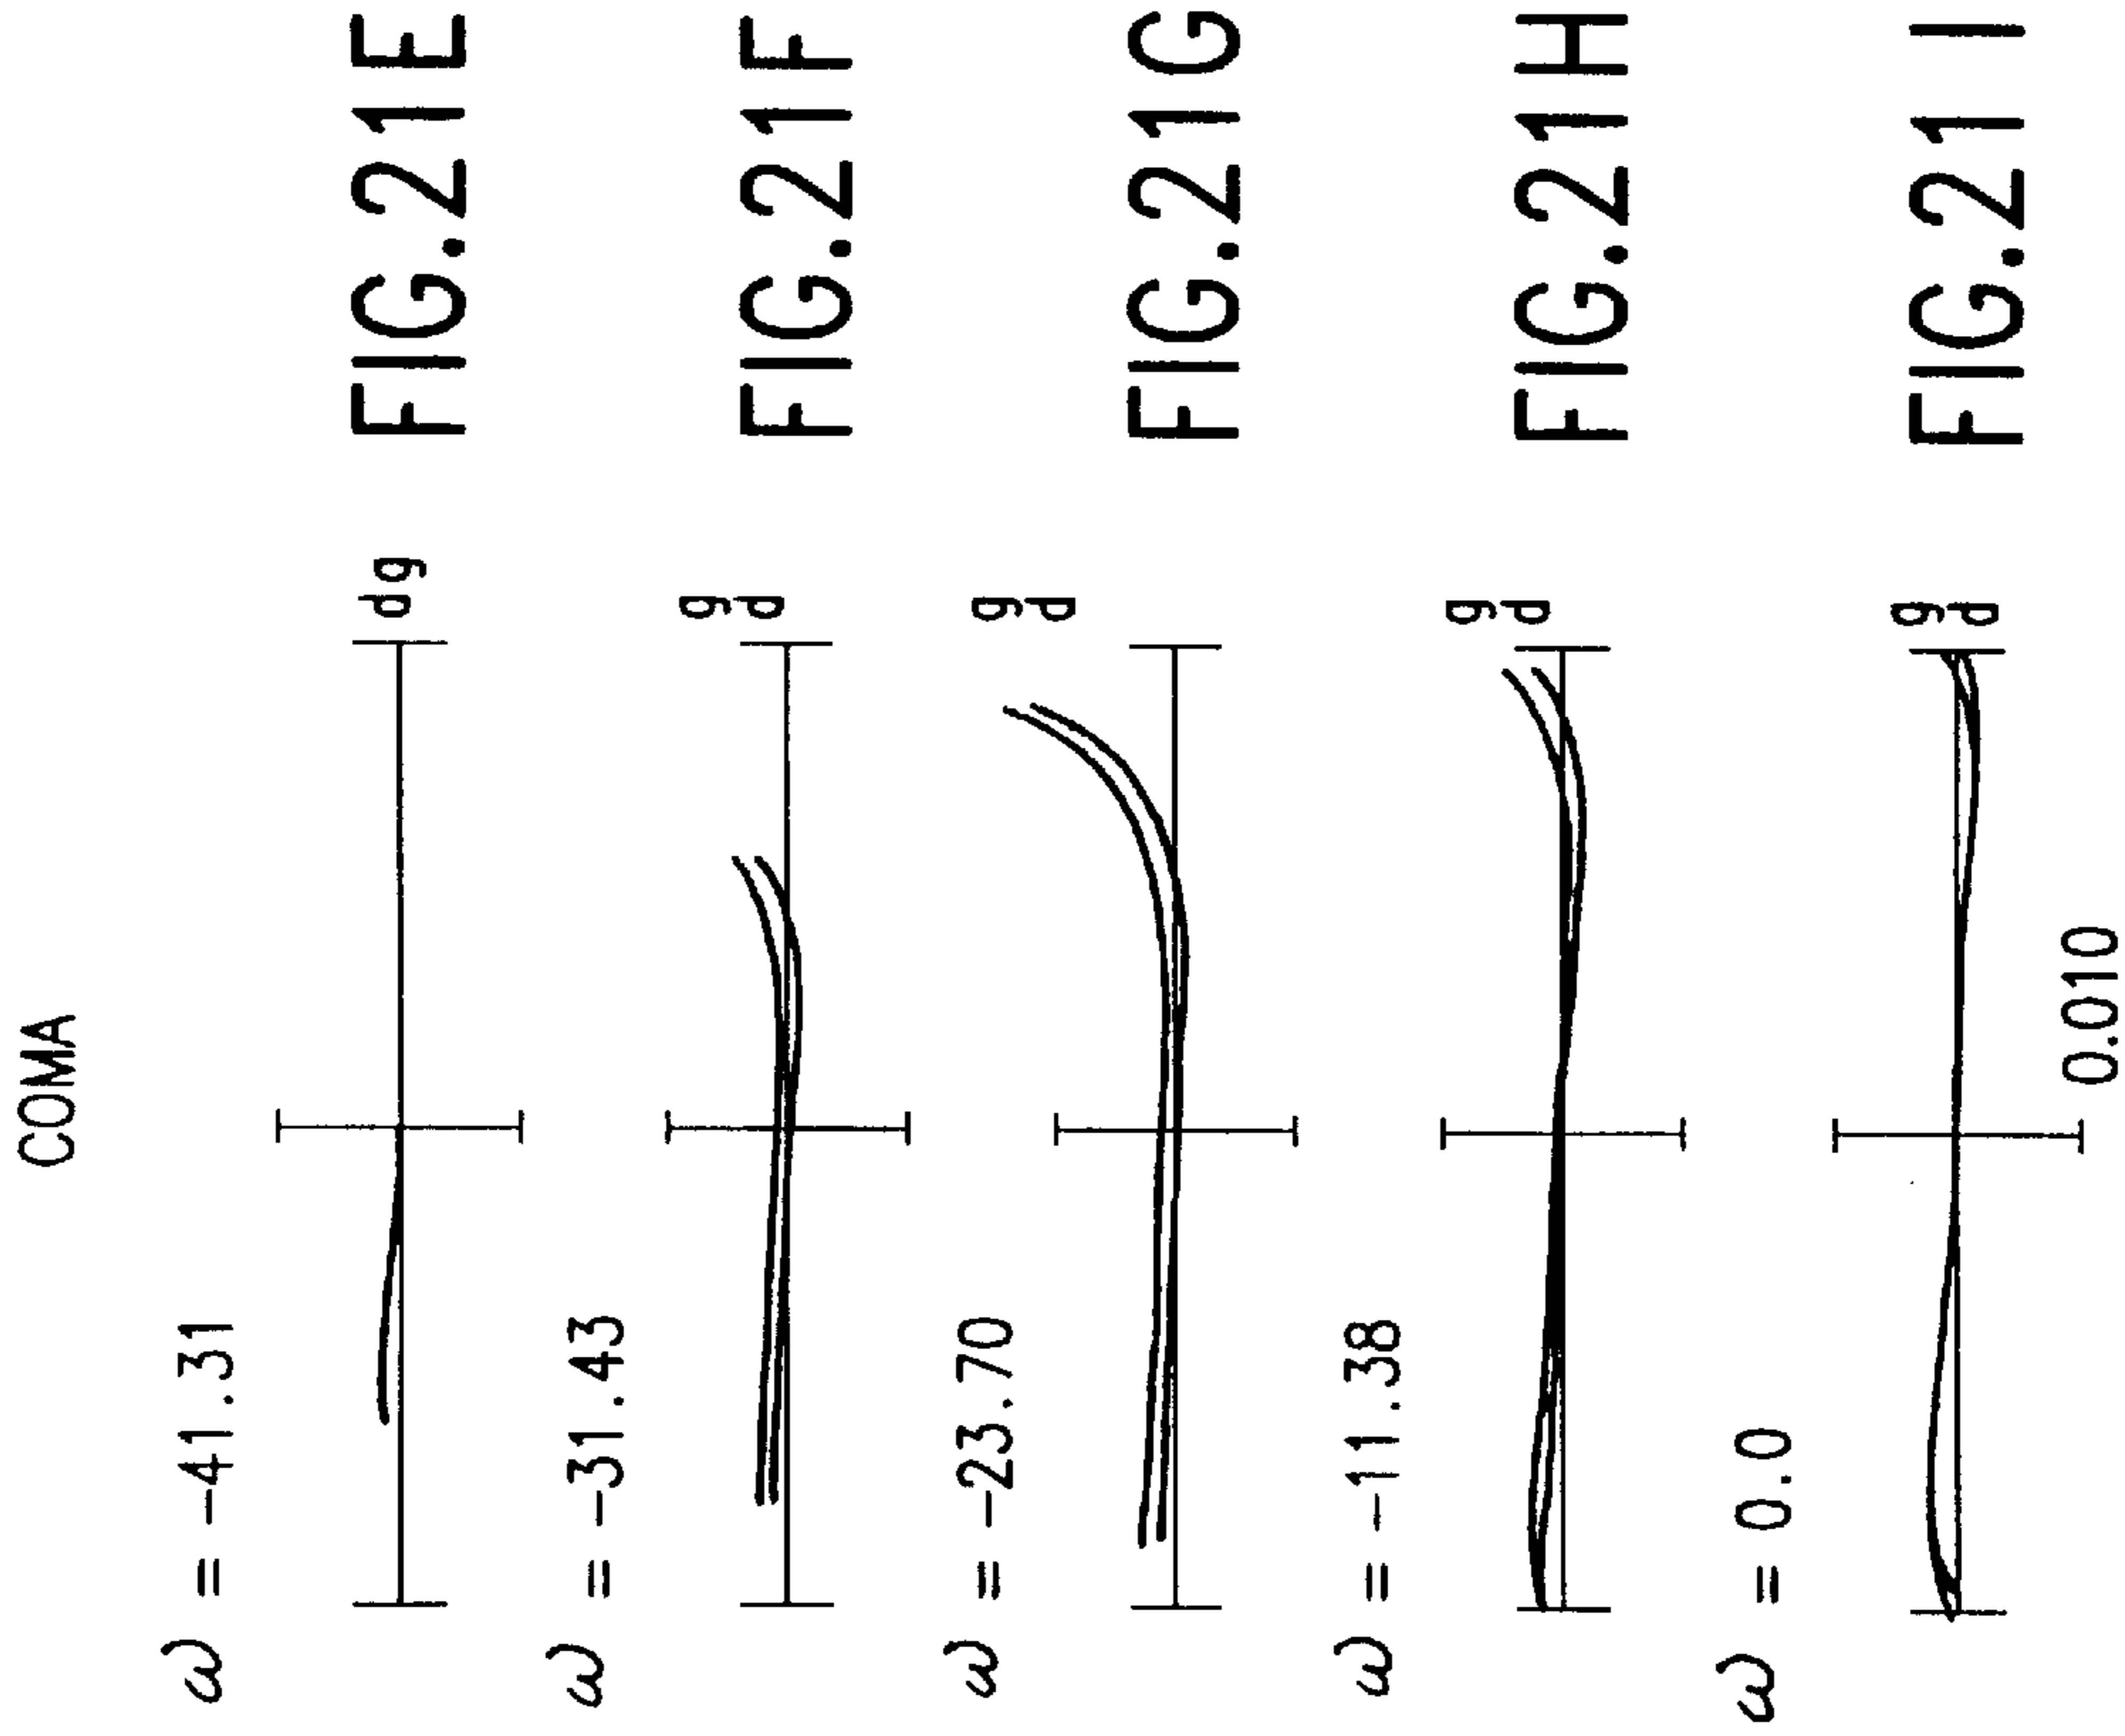 COMA
ω = -41.31
dg
FIG.21E
ω = -31.43
g
d
FIG.21F
ω = -23.70
g
d
FIG.21G
ω = -11.38
g
d
FIG.21H
ω = 0.0
g
d
FIG.21I
0.010